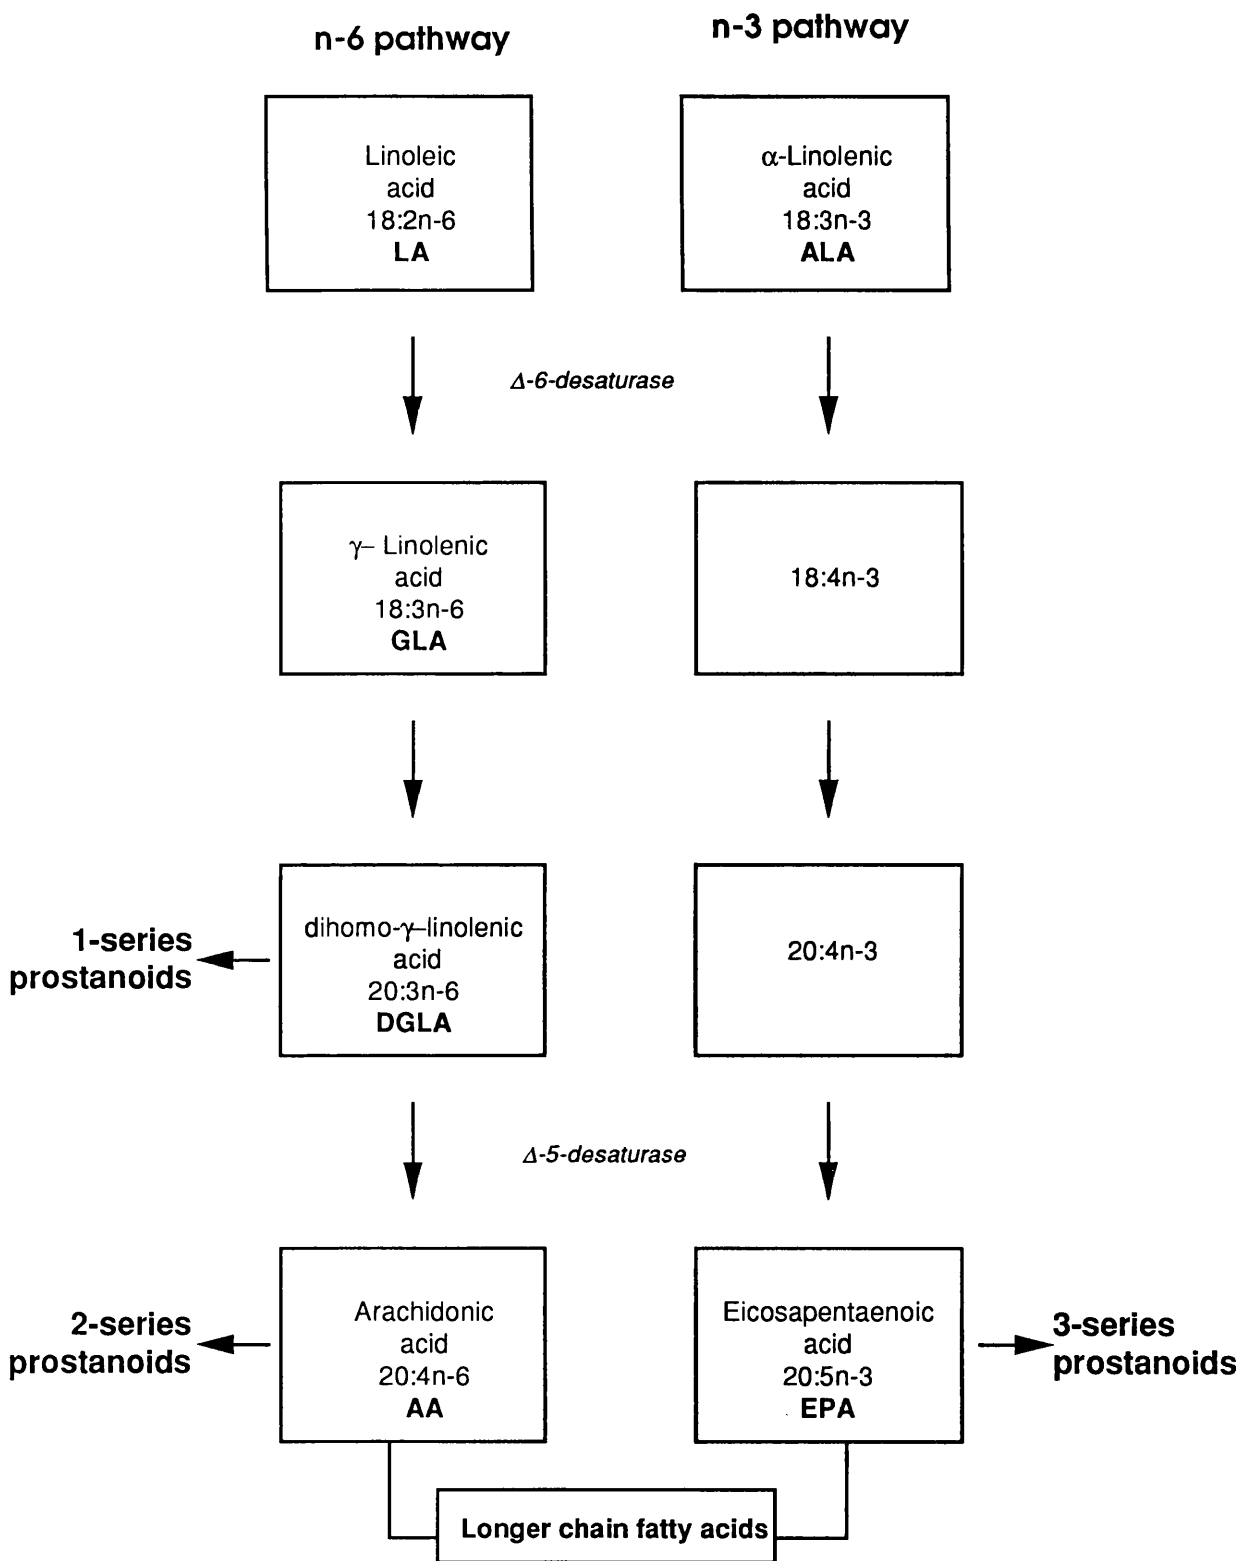 n-6 pathway
n-3 pathway
Linoleic
acid
18:2n-6
LA
α-Linolenic
acid
18:3n-3
ALA
Δ-6-desaturase
γ– Linolenic
acid
18:3n-6
GLA
18:4n-3
1-series
prostanoids
dihomo-γ–linolenic
acid
20:3n-6
DGLA
20:4n-3
Δ-5-desaturase
2-series
prostanoids
Arachidonic
acid
20:4n-6
AA
Eicosapentaenoic
acid
20:5n-3
EPA
3-series
prostanoids
Longer chain fatty acids